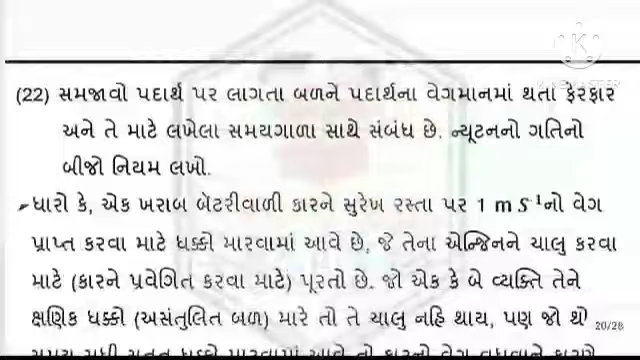 (22) સમજાવો પદાર્થ પર લાગતા બળને પદાર્થના વેગમાનમાં થતા ફેરફાર
અને તે માટે લખેલા સમયગાળા સાથે સંબંધ છે. ન્યૂટનનો ગતિનો
બીજો નિયમ લખો.
ધારો કે, એક ખરાબ બૅટરીવાળી કારને સુરેખ રસ્તા પર 1 m S⁻¹નો વેગ
પ્રાપ્ત કરવા માટે ધક્કો મારવામાં આવે છે, જે તેના એન્જિનને ચાલુ કરવા
માટે (કારને પ્રવેગિત કરવા માટે) પૂરતો છે. જો એક કે બે વ્યક્તિ તેને
ક્ષણિક ધક્કો (અસંતુલિત બળ) મારે તો તે ચાલુ નહિ થાય, પણ જો થો
20/28